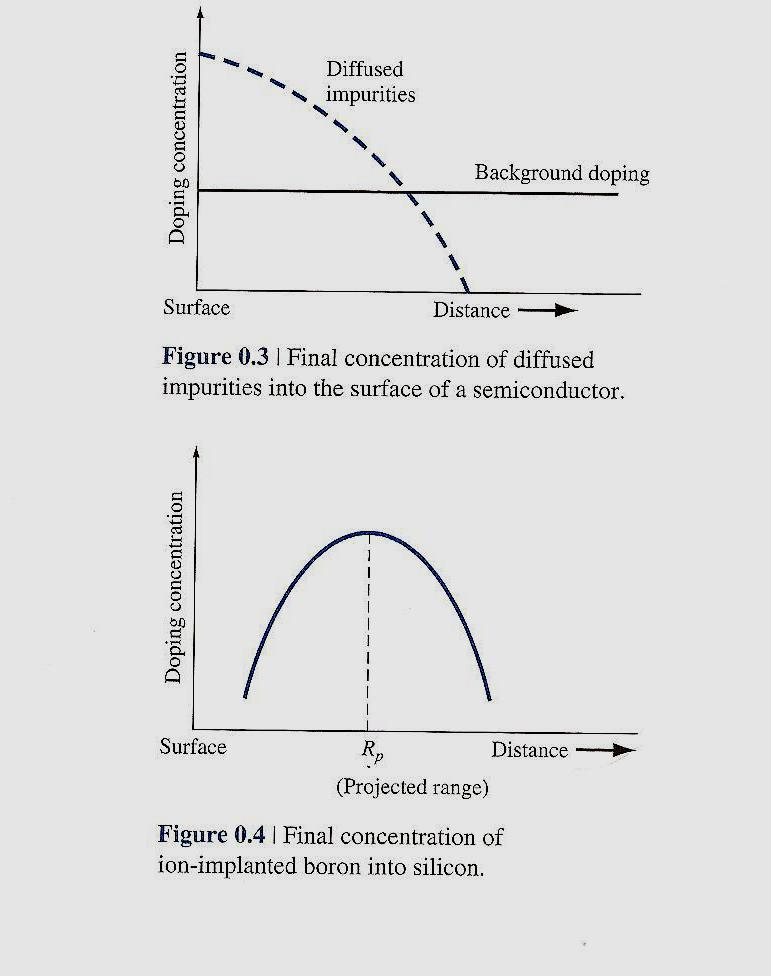 Doping concentration
Diffused
impurities
Background doping
Surface
Distance
Figure 0.3 | Final concentration of diffused
impurities into the surface of a semiconductor.
Doping concentration
Surface
Rp
Distance
(Projected range)
Figure 0.4 | Final concentration of
ion-implanted boron into silicon.